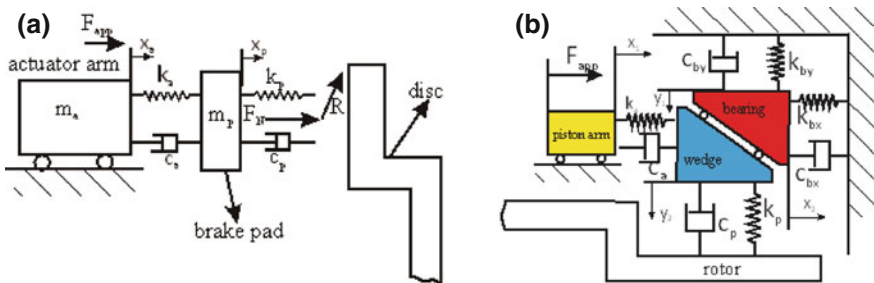 (a)
F_app
x_a
actuator arm
k_a
x_p
k_p
m_a
m_p
F_N
R
disc
c_a
c_p
brake pad
(b)
F_app
x_1
c_by
k_by
y_1
bearing
k_bx
piston arm
wedge
c_a
c_bx
y_2
c_p
k_p
x_2
rotor